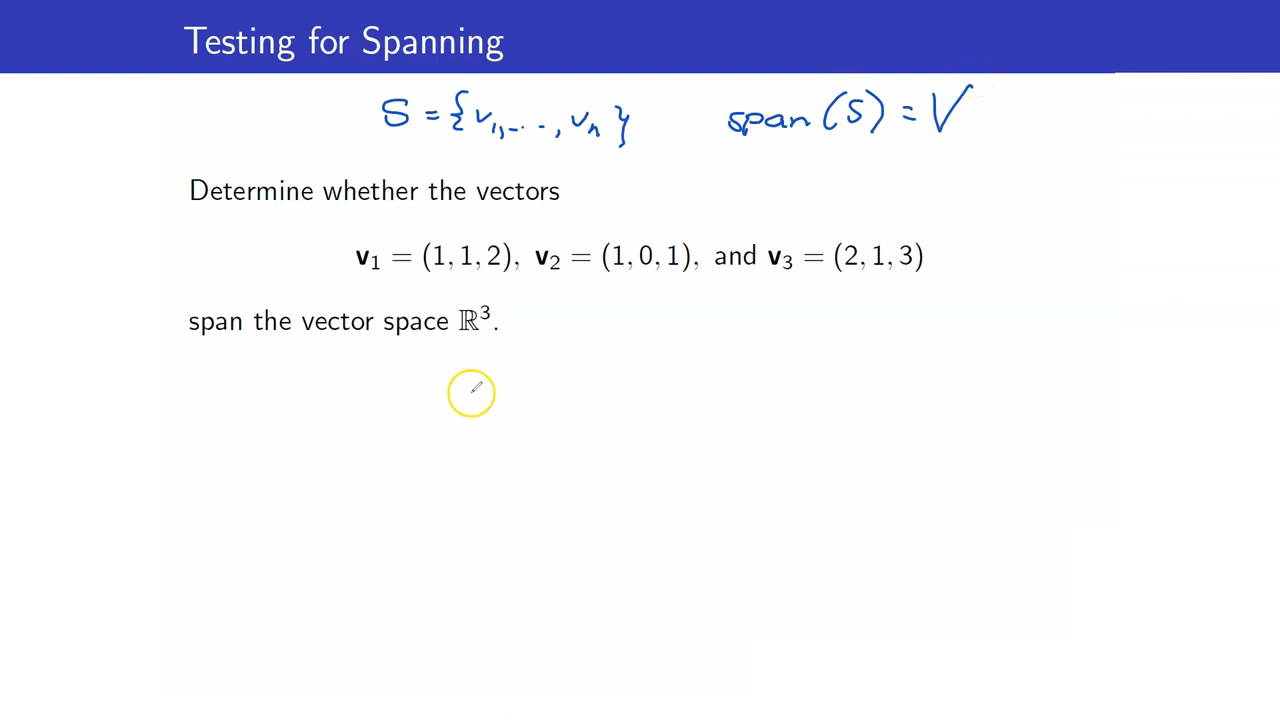 Testing for Spanning
S = {v₁, ..., vₙ} span(S) = V
Determine whether the vectors
v₁ = (1, 1, 2), v₂ = (1, 0, 1), and v₃ = (2, 1, 3)
span the vector space ℝ³.